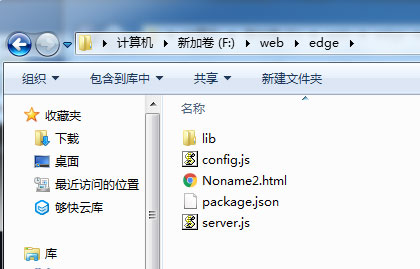 计算机 新加卷 (F:) web edge
组织 包含到库中 共享 新建文件夹
收藏夹
下载
桌面
最近访问的位置
够快云库
库
名称
lib
config.js
Noname2.html
package.json
server.js